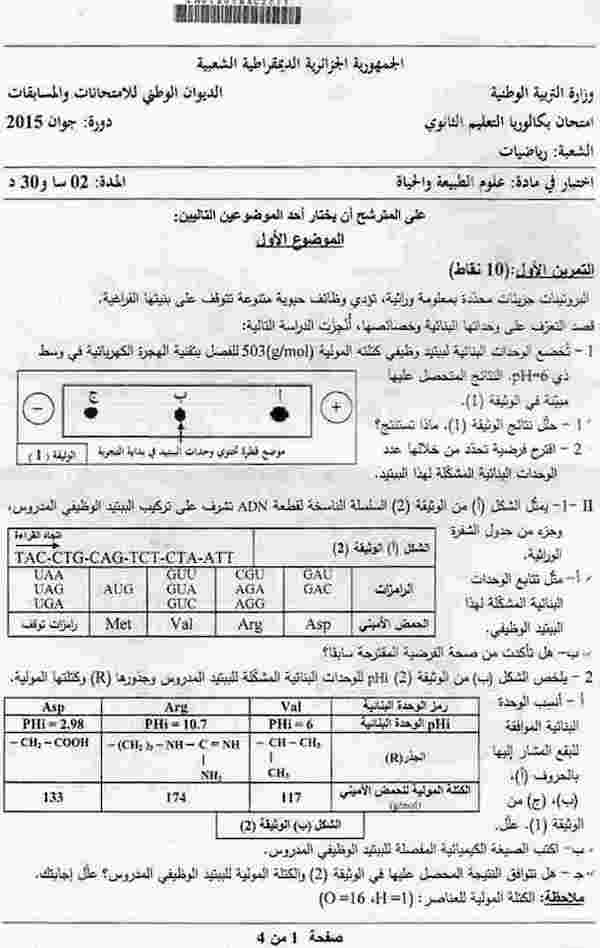 الجمهورية الجزائرية الديمقراطية الشعبية
وزارة التربية الوطنية
الديوان الوطني للامتحانات والمسابقات
امتحان بكالوريا التعليم الثانوي
دورة: جوان 2015
الشعبة: رياضيات
اختبار في مادة: علوم الطبيعة والحياة
المدة: 02 سا و30 د
على المترشح أن يختار أحد الموضوعين التاليين:
الموضوع الأول
التمرين الأول:(10 نقاط)
البروتينات جزيئات محدّدة بمعلومة وراثية، تؤدي وظائف حيوية متنوعة تتوقف على بنيتها الفراغية.
قصد التعرّف على وحداتها البنائية وخصائصها، أُنجزت الدراسة التالية:
I - تُخضع الوحدات البنائية لببتيد وظيفي كتلته المولية 503(g/mol) للفصل بتقنية الهجرة الكهربائية في وسط
ذي pH=6. النتائج المتحصل عليها
مبيّنة في الوثيقة (1).
1 - حلّل نتائج الوثيقة (1). ماذا تستنتج؟
2 - اقترح فرضية تحدّد من خلالها عدد
الوحدات البنائية المشكّلة لهذا الببتيد.
أ
ب
ج
+
−
موضع قطرة تحتوي وحدات الببتيد في بداية التجربة
الوثيقة (1)
II -1- يمثّل الشكل (أ) من الوثيقة (2) السلسلة الناسخة لقطعة ADN تشرف على تركيب الببتيد الوظيفي المدروس،
وجزء من جدول الشفرة
الوراثية.
أ- مثّل تتابع الوحدات
البنائية المشكّلة لهذا
الببتيد الوظيفي.
اتجاه القراءة
TAC-CTG-CAG-TCT-CTA-ATT
الشكل (أ) الوثيقة (2)
الرامزات
GAU GAC
CGU AGA AGG
GUU GUA GUC
AUG
UAA UAG UGA
الحمض الأميني
Asp
Arg
Val
Met
رامزات توقف
ب- هل تأكدت من صحة الفرضية المقترحة سابقا؟
2 - يلخص الشكل (ب) من الوثيقة (2) pHi للوحدات البنائية المشكّلة للببتيد المدروس وجذورها (R) وكتلتها المولية.
أ - أنسب الوحدة
البنائية الموافقة
للبقع المشار إليها
بالحروف (أ)،
(ب)، (ج) من
الوثيقة (1). علّل.
رمز الوحدة البنائية
Val
Arg
Asp
pHi الوحدة البنائية
PHi = 6
PHi = 10.7
PHi = 2.98
الجذر(R)
− CH − CH₃
CH₃
− (CH₂)₃ − NH − C = NH
NH₂
− CH₂ − COOH
الكتلة المولية للحمض الأميني (g/mol)
117
174
133
الشكل (ب) الوثيقة (2)
ب- اكتب الصيغة الكيميائية المفصلة للببتيد الوظيفي المدروس.
ج - هل تتوافق النتيجة المحصل عليها في الوثيقة (2) والكتلة المولية للببتيد الوظيفي المدروس؟ علّل إجابتك.
ملاحظة: الكتلة المولية للعناصر: (O =16 ،H =1)
صفحة 1 من 4